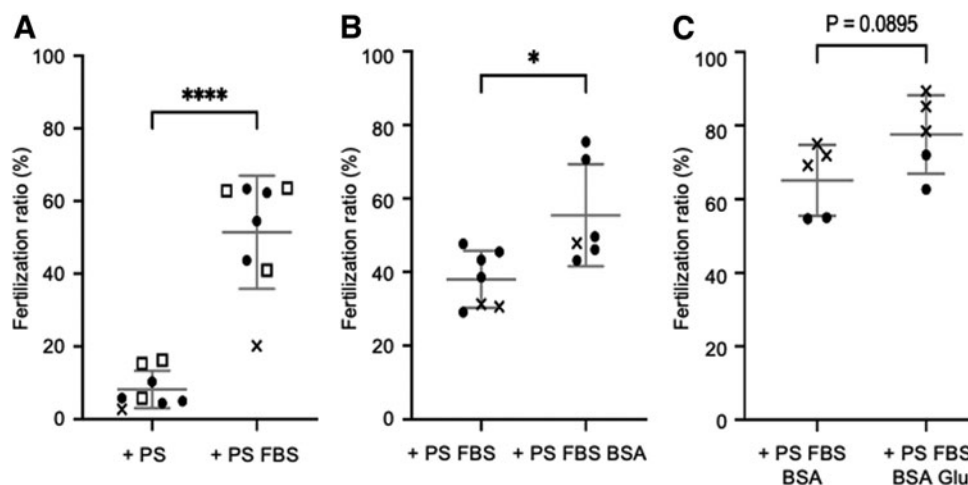 A
Fertilization ratio (%)
100
80
60
40
20
0
****
+ PS
+ PS FBS
B
Fertilization ratio (%)
100
80
60
40
20
0
*
+ PS FBS
+ PS FBS BSA
C
Fertilization ratio (%)
100
80
60
40
20
0
P = 0.0895
+ PS FBS
BSA
+ PS FBS
BSA Glu